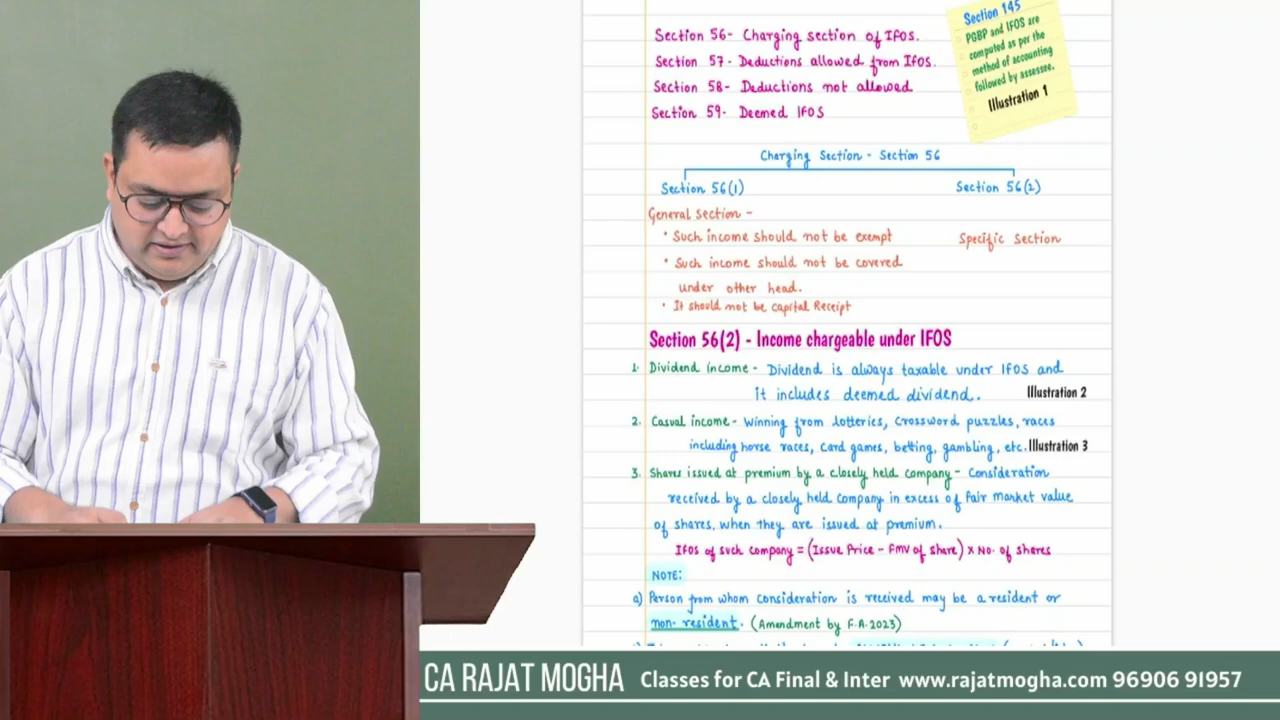 Section 56- Charging section of IFOS.
Section 57- Deductions allowed from IFOS.
Section 58- Deductions not allowed
Section 59- Deemed IFOS
Section 145
PGBP and IFOS are
computed as per the
method of accounting
followed by assessee.
Illustration 1
Charging Section - Section 56
Section 56(1)
Section 56(2)
General section -
• Such income should not be exempt
Specific section
• Such income should not be covered
under other head.
• It should not be capital Receipt
Section 56(2) - Income chargeable under IFOS
1. Dividend income - Dividend is always taxable under IFOS and
it includes deemed dividend. Illustration 2
2. Casual income - Winning from lotteries, crossword puzzles, races
including horse races, card games, betting, gambling, etc. Illustration 3
3. Shares issued at premium by a closely held company - Consideration
received by a closely held company in excess of fair market value
of shares, when they are issued at premium.
IFOS of such company = (Issue Price - FMV of share) x No. of shares
NOTE:
a) Person from whom consideration is received may be a resident or
non-resident. (Amendment by F.A. 2023)
CA RAJAT MOGHA Classes for CA Final & Inter www.rajatmogha.com 96906 91957